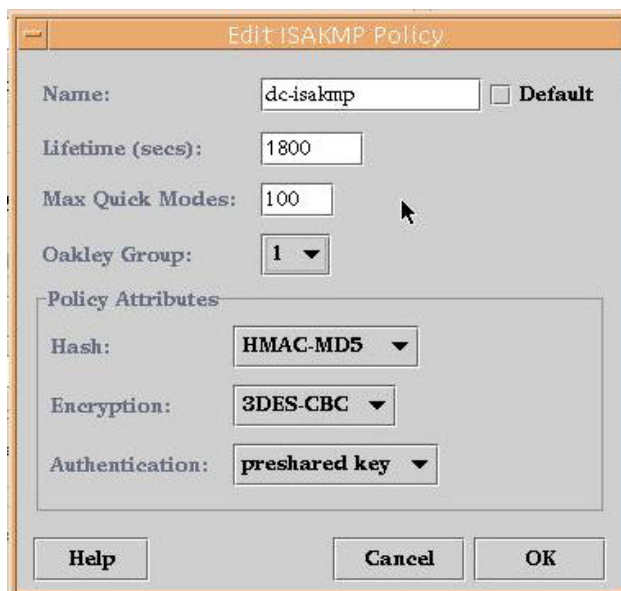 Edit ISAKMP Policy
Name: dc-isakmp Default
Lifetime (secs): 1800
Max Quick Modes: 100
Oakley Group: 1
Policy Attributes
Hash: HMAC-MD5
Encryption: 3DES-CBC
Authentication: preshared key
Help Cancel OK